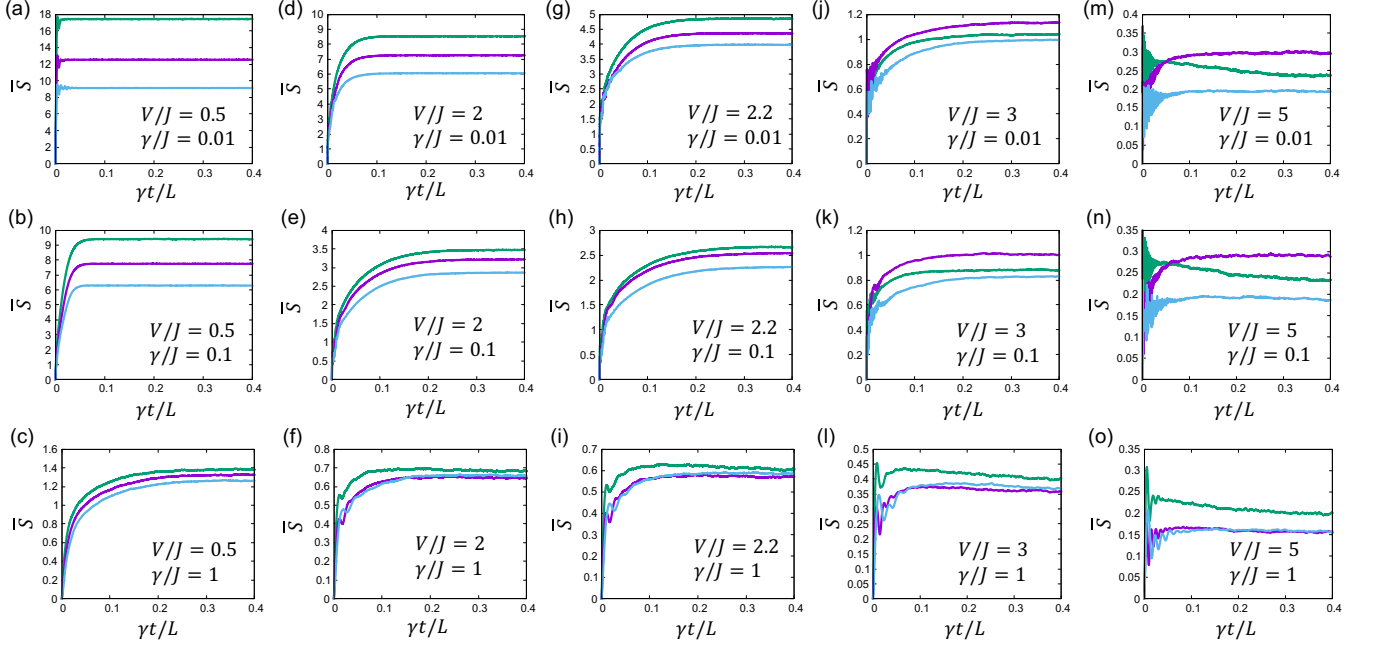 (a)
18
16
14
12
10
8
6
4
2
0
S̅
V/J = 0.5
γ/J = 0.01
0 0.1 0.2 0.3 0.4
γt/L
(d)
10
9
8
7
6
5
4
3
2
1
0
S̅
V/J = 2
γ/J = 0.01
0 0.1 0.2 0.3 0.4
γt/L
(g)
5
4.5
4
3.5
3
2.5
2
1.5
1
0.5
0
S̅
V/J = 2.2
γ/J = 0.01
0 0.1 0.2 0.3 0.4
γt/L
(j)
1.2
1
0.8
0.6
0.4
0.2
0
S̅
V/J = 3
γ/J = 0.01
0 0.1 0.2 0.3 0.4
γt/L
(m)
0.4
0.35
0.3
0.25
0.2
0.15
0.1
0.05
0
S̅
V/J = 5
γ/J = 0.01
0 0.1 0.2 0.3 0.4
γt/L
(b)
10
9
8
7
6
5
4
3
2
1
0
S̅
V/J = 0.5
γ/J = 0.1
0 0.1 0.2 0.3 0.4
γt/L
(e)
4
3.5
3
2.5
2
1.5
1
0.5
0
S̅
V/J = 2
γ/J = 0.1
0 0.1 0.2 0.3 0.4
γt/L
(h)
3
2.5
2
1.5
1
0.5
0
S̅
V/J = 2.2
γ/J = 0.1
0 0.1 0.2 0.3 0.4
γt/L
(k)
1.2
1
0.8
0.6
0.4
0.2
0
S̅
V/J = 3
γ/J = 0.1
0 0.1 0.2 0.3 0.4
γt/L
(n)
0.35
0.3
0.25
0.2
0.15
0.1
0.05
0
S̅
V/J = 5
γ/J = 0.1
0 0.1 0.2 0.3 0.4
γt/L
(c)
1.6
1.4
1.2
1
0.8
0.6
0.4
0.2
0
S̅
V/J = 0.5
γ/J = 1
0 0.1 0.2 0.3 0.4
γt/L
(f)
0.8
0.7
0.6
0.5
0.4
0.3
0.2
0.1
0
S̅
V/J = 2
γ/J = 1
0 0.1 0.2 0.3 0.4
γt/L
(i)
0.7
0.6
0.5
0.4
0.3
0.2
0.1
0
S̅
V/J = 2.2
γ/J = 1
0 0.1 0.2 0.3 0.4
γt/L
(l)
0.5
0.45
0.4
0.35
0.3
0.25
0.2
0.15
0.1
0.05
0
S̅
V/J = 3
γ/J = 1
0 0.1 0.2 0.3 0.4
γt/L
(o)
0.35
0.3
0.25
0.2
0.15
0.1
0.05
0
S̅
V/J = 5
γ/J = 1
0 0.1 0.2 0.3 0.4
γt/L